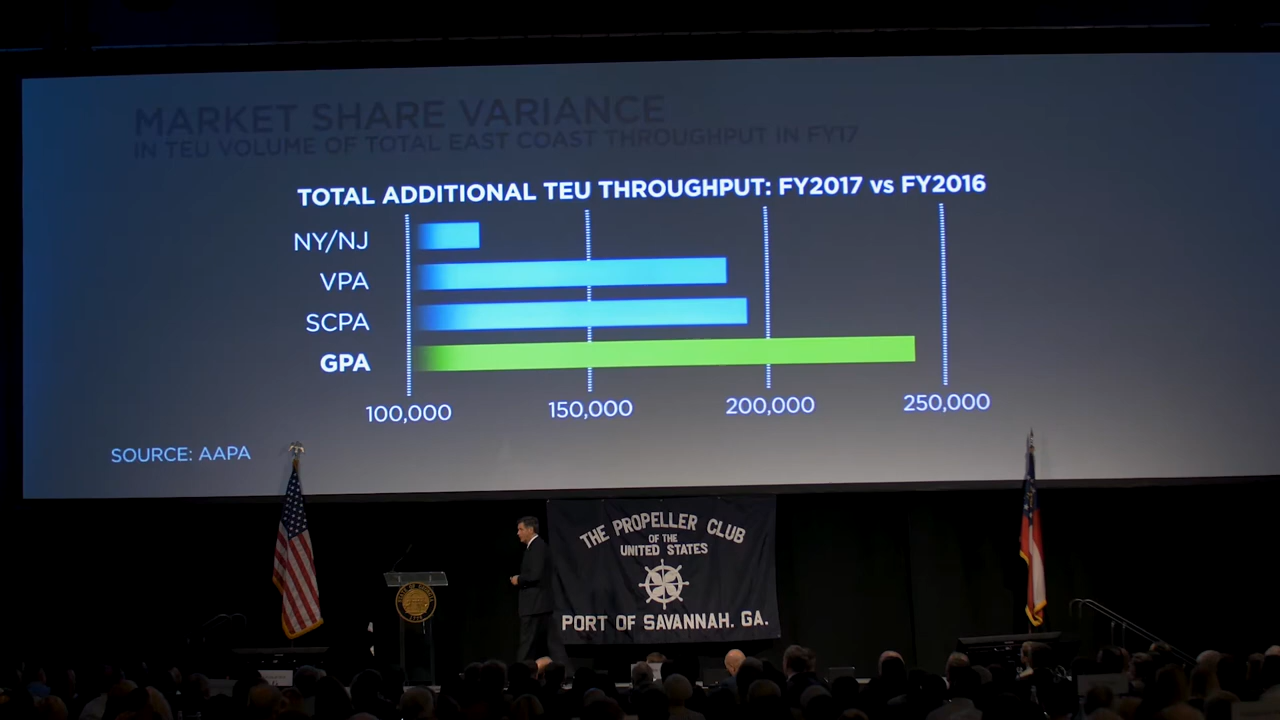 MARKET SHARE VARIANCE
IN TEU VOLUME OF TOTAL EAST COAST THROUGHPUT IN FY17
TOTAL ADDITIONAL TEU THROUGHPUT: FY2017 vs FY2016
NY/NJ
VPA
SCPA
GPA
100,000 150,000 200,000 250,000
SOURCE: AAPA
THE PROPELLER CLUB
OF THE
UNITED STATES
PORT OF SAVANNAH. GA.